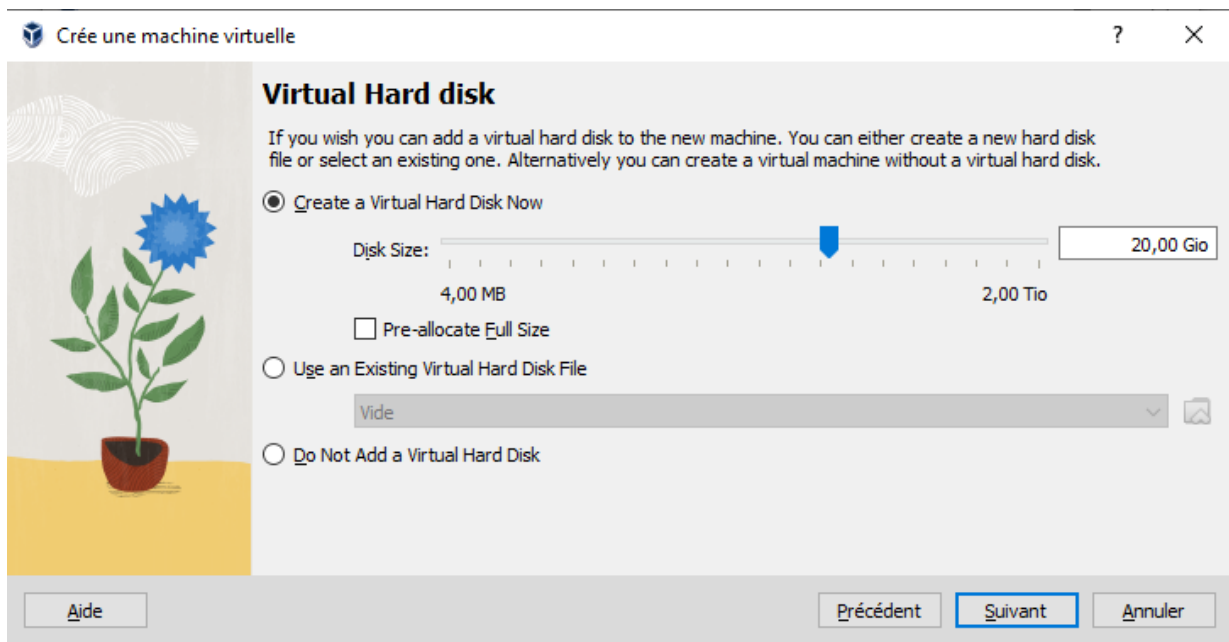 Crée une machine virtuelle
?
Virtual Hard disk
If you wish you can add a virtual hard disk to the new machine. You can either create a new hard disk
file or select an existing one. Alternatively you can create a virtual machine without a virtual hard disk.
Create a Virtual Hard Disk Now
Disk Size:
20,00 Gio
4,00 MB 2,00 Tio
Pre-allocate Full Size
Use an Existing Virtual Hard Disk File
Vide
Do Not Add a Virtual Hard Disk
Aide Précédent Suivant Annuler